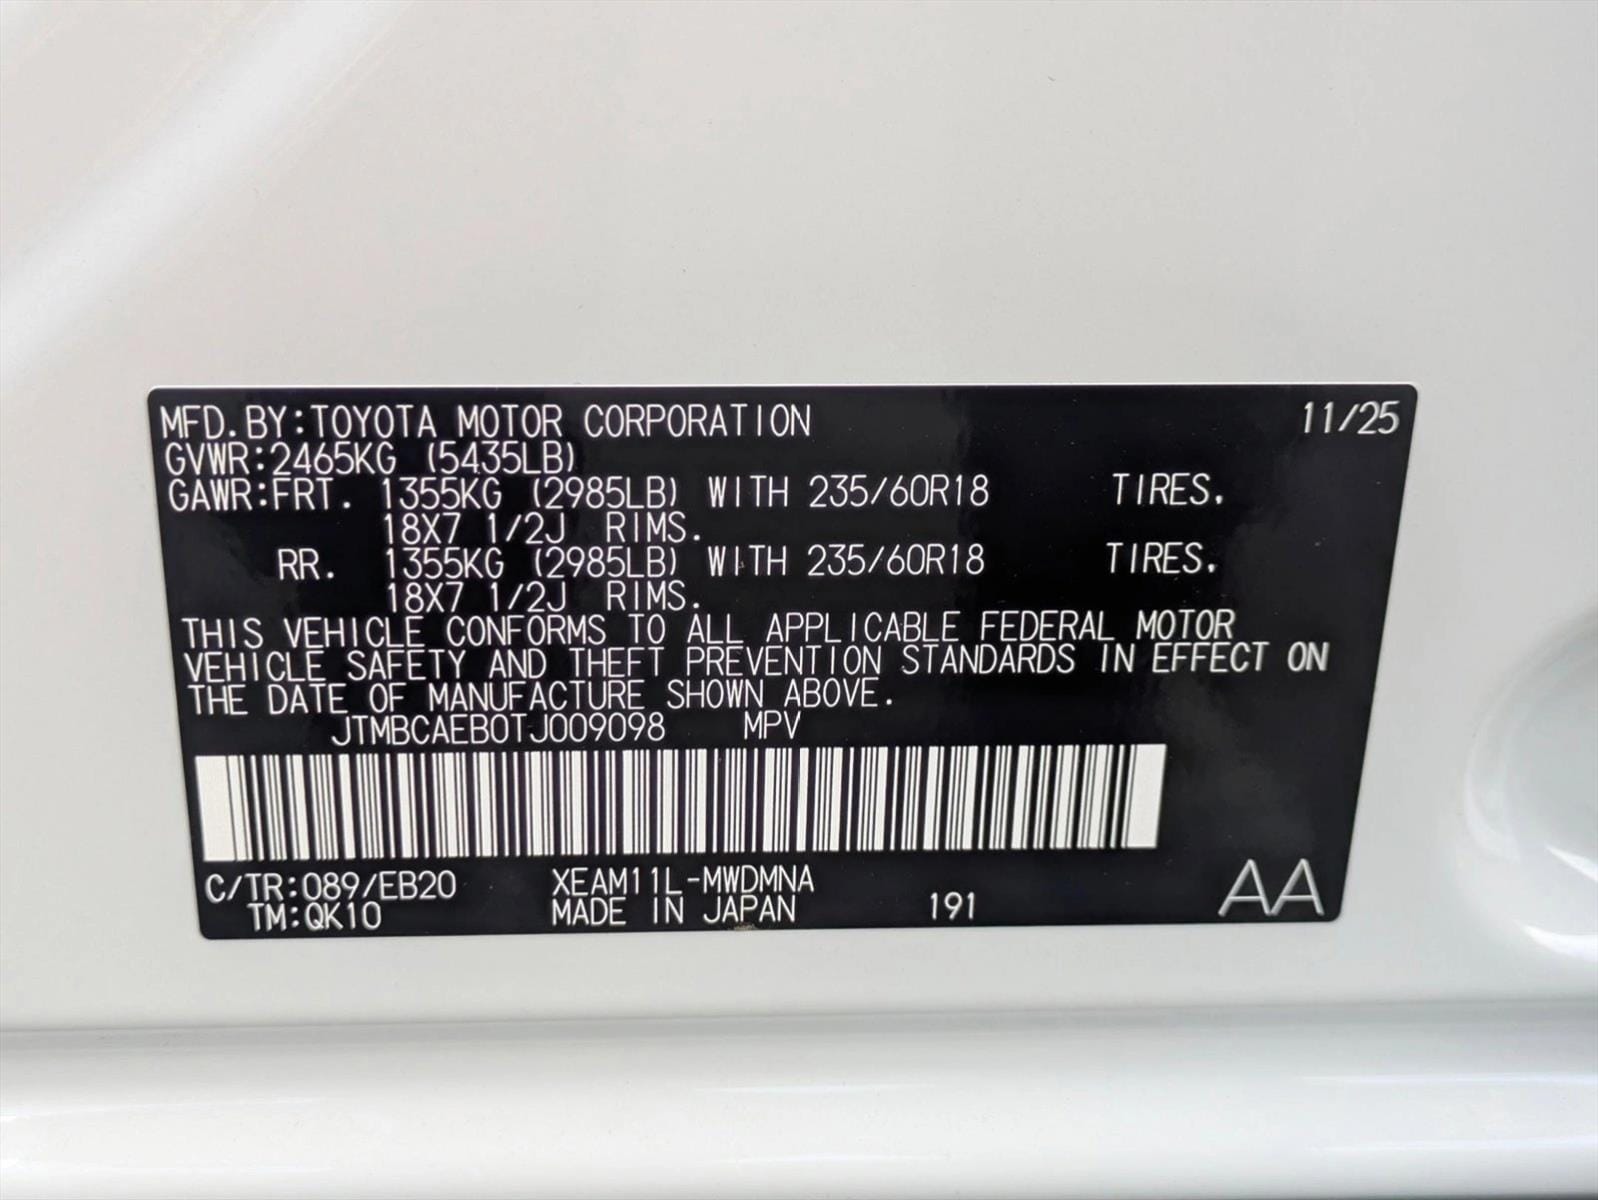 MFD.BY:TOYOTA MOTOR CORPORATION 11/25
GVWR:2465KG (5435LB)
GAWR:FRT. 1355KG (2985LB) WITH 235/60R18 TIRES.
18X7 1/2J RIMS.
RR. 1355KG (2985LB) WITH 235/60R18 TIRES.
18X7 1/2J RIMS.
THIS VEHICLE CONFORMS TO ALL APPLICABLE FEDERAL MOTOR
VEHICLE SAFETY AND THEFT PREVENTION STANDARDS IN EFFECT ON
THE DATE OF MANUFACTURE SHOWN ABOVE.
JTMBCAEB0TJ009098 MPV
C/TR:089/EB20 XEAM11L-MWDMNA
TM:QK10 MADE IN JAPAN 191 AA